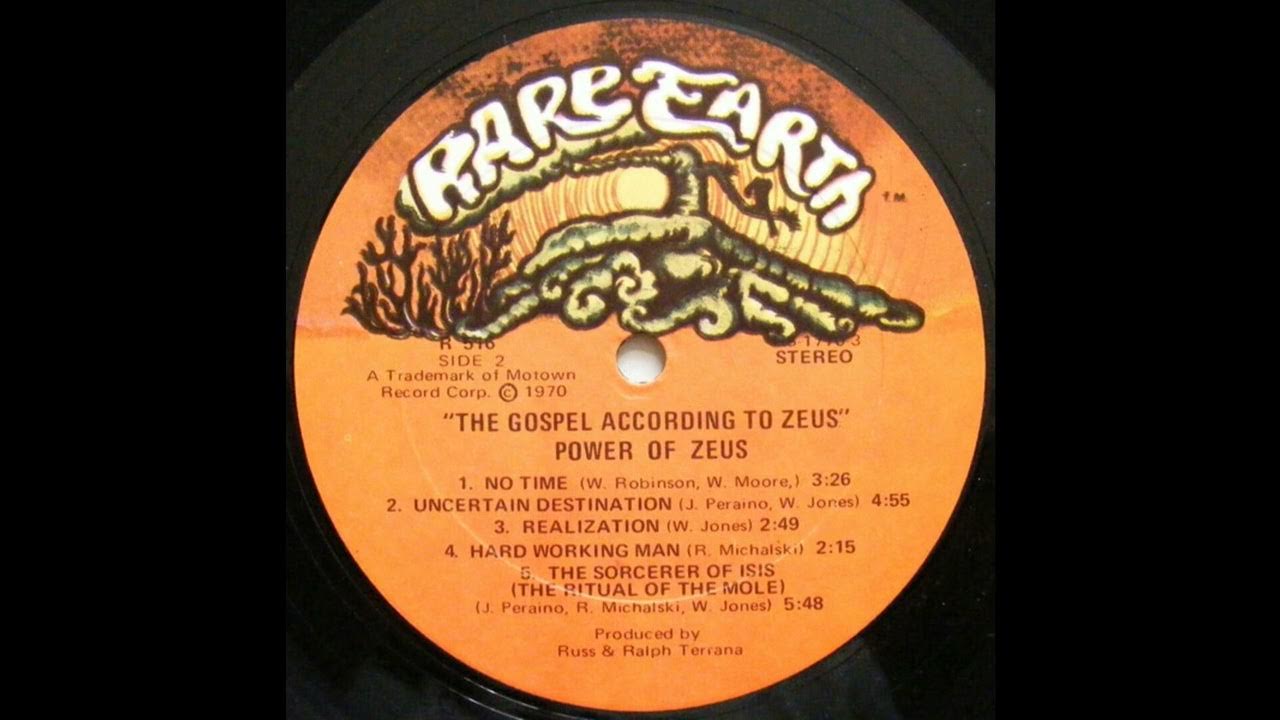 RARE EARTH
T.M.
R 516
SIDE 2
STEREO
A Trademark of Motown
Record Corp. © 1970
"THE GOSPEL ACCORDING TO ZEUS"
POWER OF ZEUS
1. NO TIME (W. Robinson, W. Moore,) 3:26
2. UNCERTAIN DESTINATION (J. Peraino, W. Jones) 4:55
3. REALIZATION (W. Jones) 2:49
4. HARD WORKING MAN (R. Michalski) 2:15
5. THE SORCERER OF ISIS
(THE RITUAL OF THE MOLE)
(J. Peraino, R. Michalski, W. Jones) 5:48
Produced by
Russ & Ralph Terrana